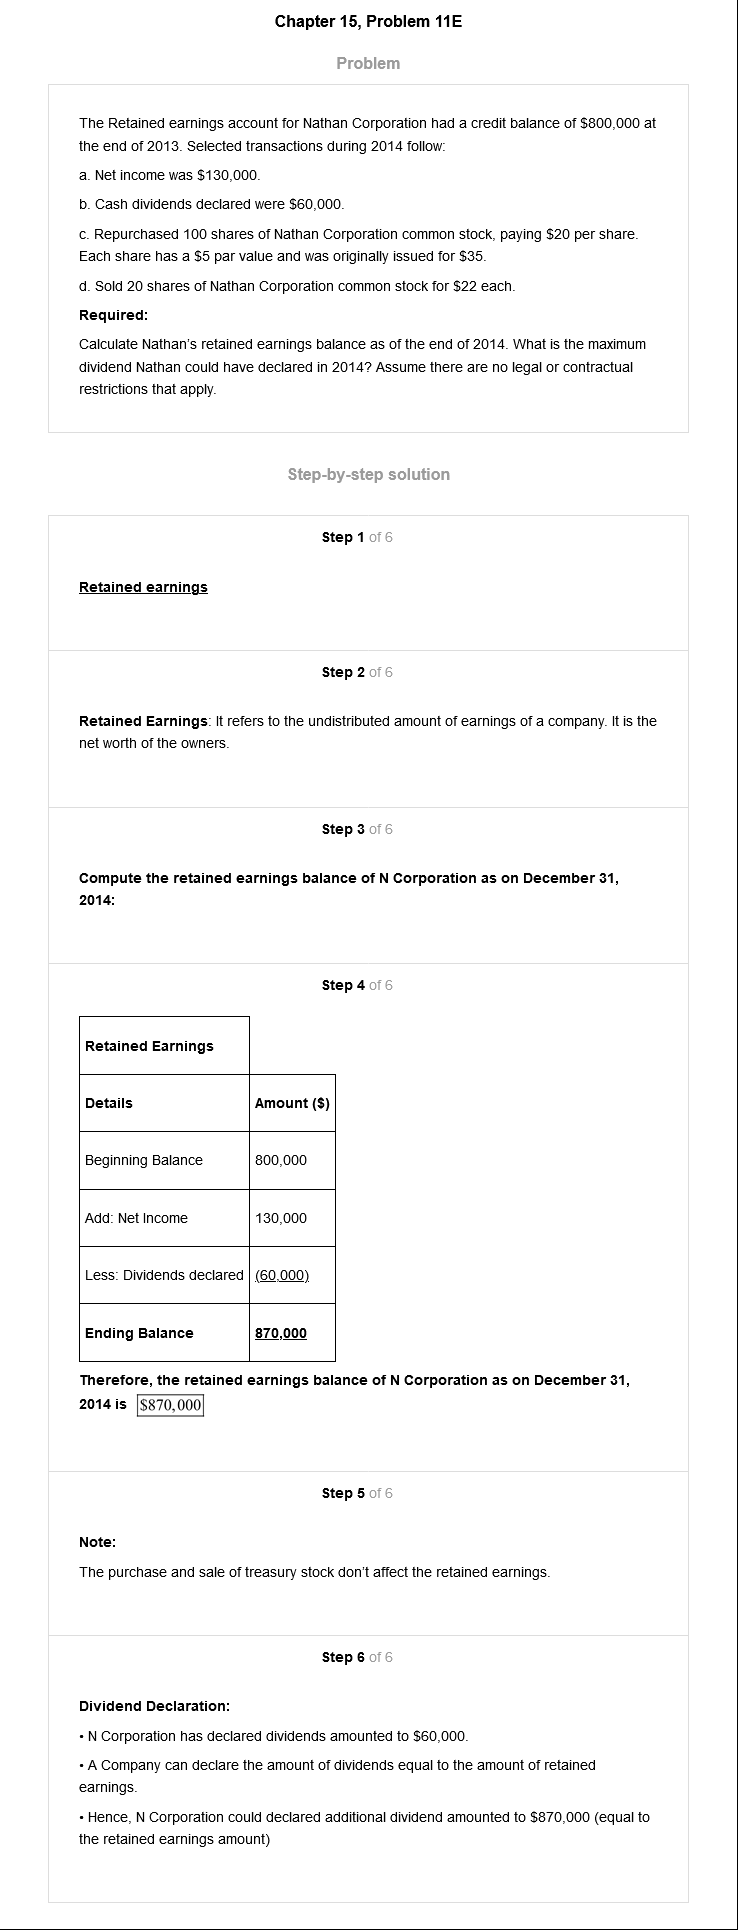 Chapter 15, Problem 11E
Problem
The Retained earnings account for Nathan Corporation had a credit balance of $800,000 at
the end of 2013. Selected transactions during 2014 follow:
a. Net income was $130,000.
b. Cash dividends declared were $60,000.
c. Repurchased 100 shares of Nathan Corporation common stock, paying $20 per share.
Each share has a $5 par value and was originally issued for $35.
d. Sold 20 shares of Nathan Corporation common stock for $22 each.
Required:
Calculate Nathan’s retained earnings balance as of the end of 2014. What is the maximum
dividend Nathan could have declared in 2014? Assume there are no legal or contractual
restrictions that apply.
Step-by-step solution
Step 1 of 6
Retained earnings
Step 2 of 6
Retained Earnings: It refers to the undistributed amount of earnings of a company. It is the
net worth of the owners.
Step 3 of 6
Compute the retained earnings balance of N Corporation as on December 31,
2014:
Step 4 of 6
Retained Earnings
Details Amount ($)
Beginning Balance 800,000
Add: Net Income 130,000
Less: Dividends declared (60,000)
Ending Balance 870,000
Therefore, the retained earnings balance of N Corporation as on December 31,
2014 is $870,000
Step 5 of 6
Note:
The purchase and sale of treasury stock don’t affect the retained earnings.
Step 6 of 6
Dividend Declaration:
• N Corporation has declared dividends amounted to $60,000.
• A Company can declare the amount of dividends equal to the amount of retained
earnings.
• Hence, N Corporation could declared additional dividend amounted to $870,000 (equal to
the retained earnings amount)